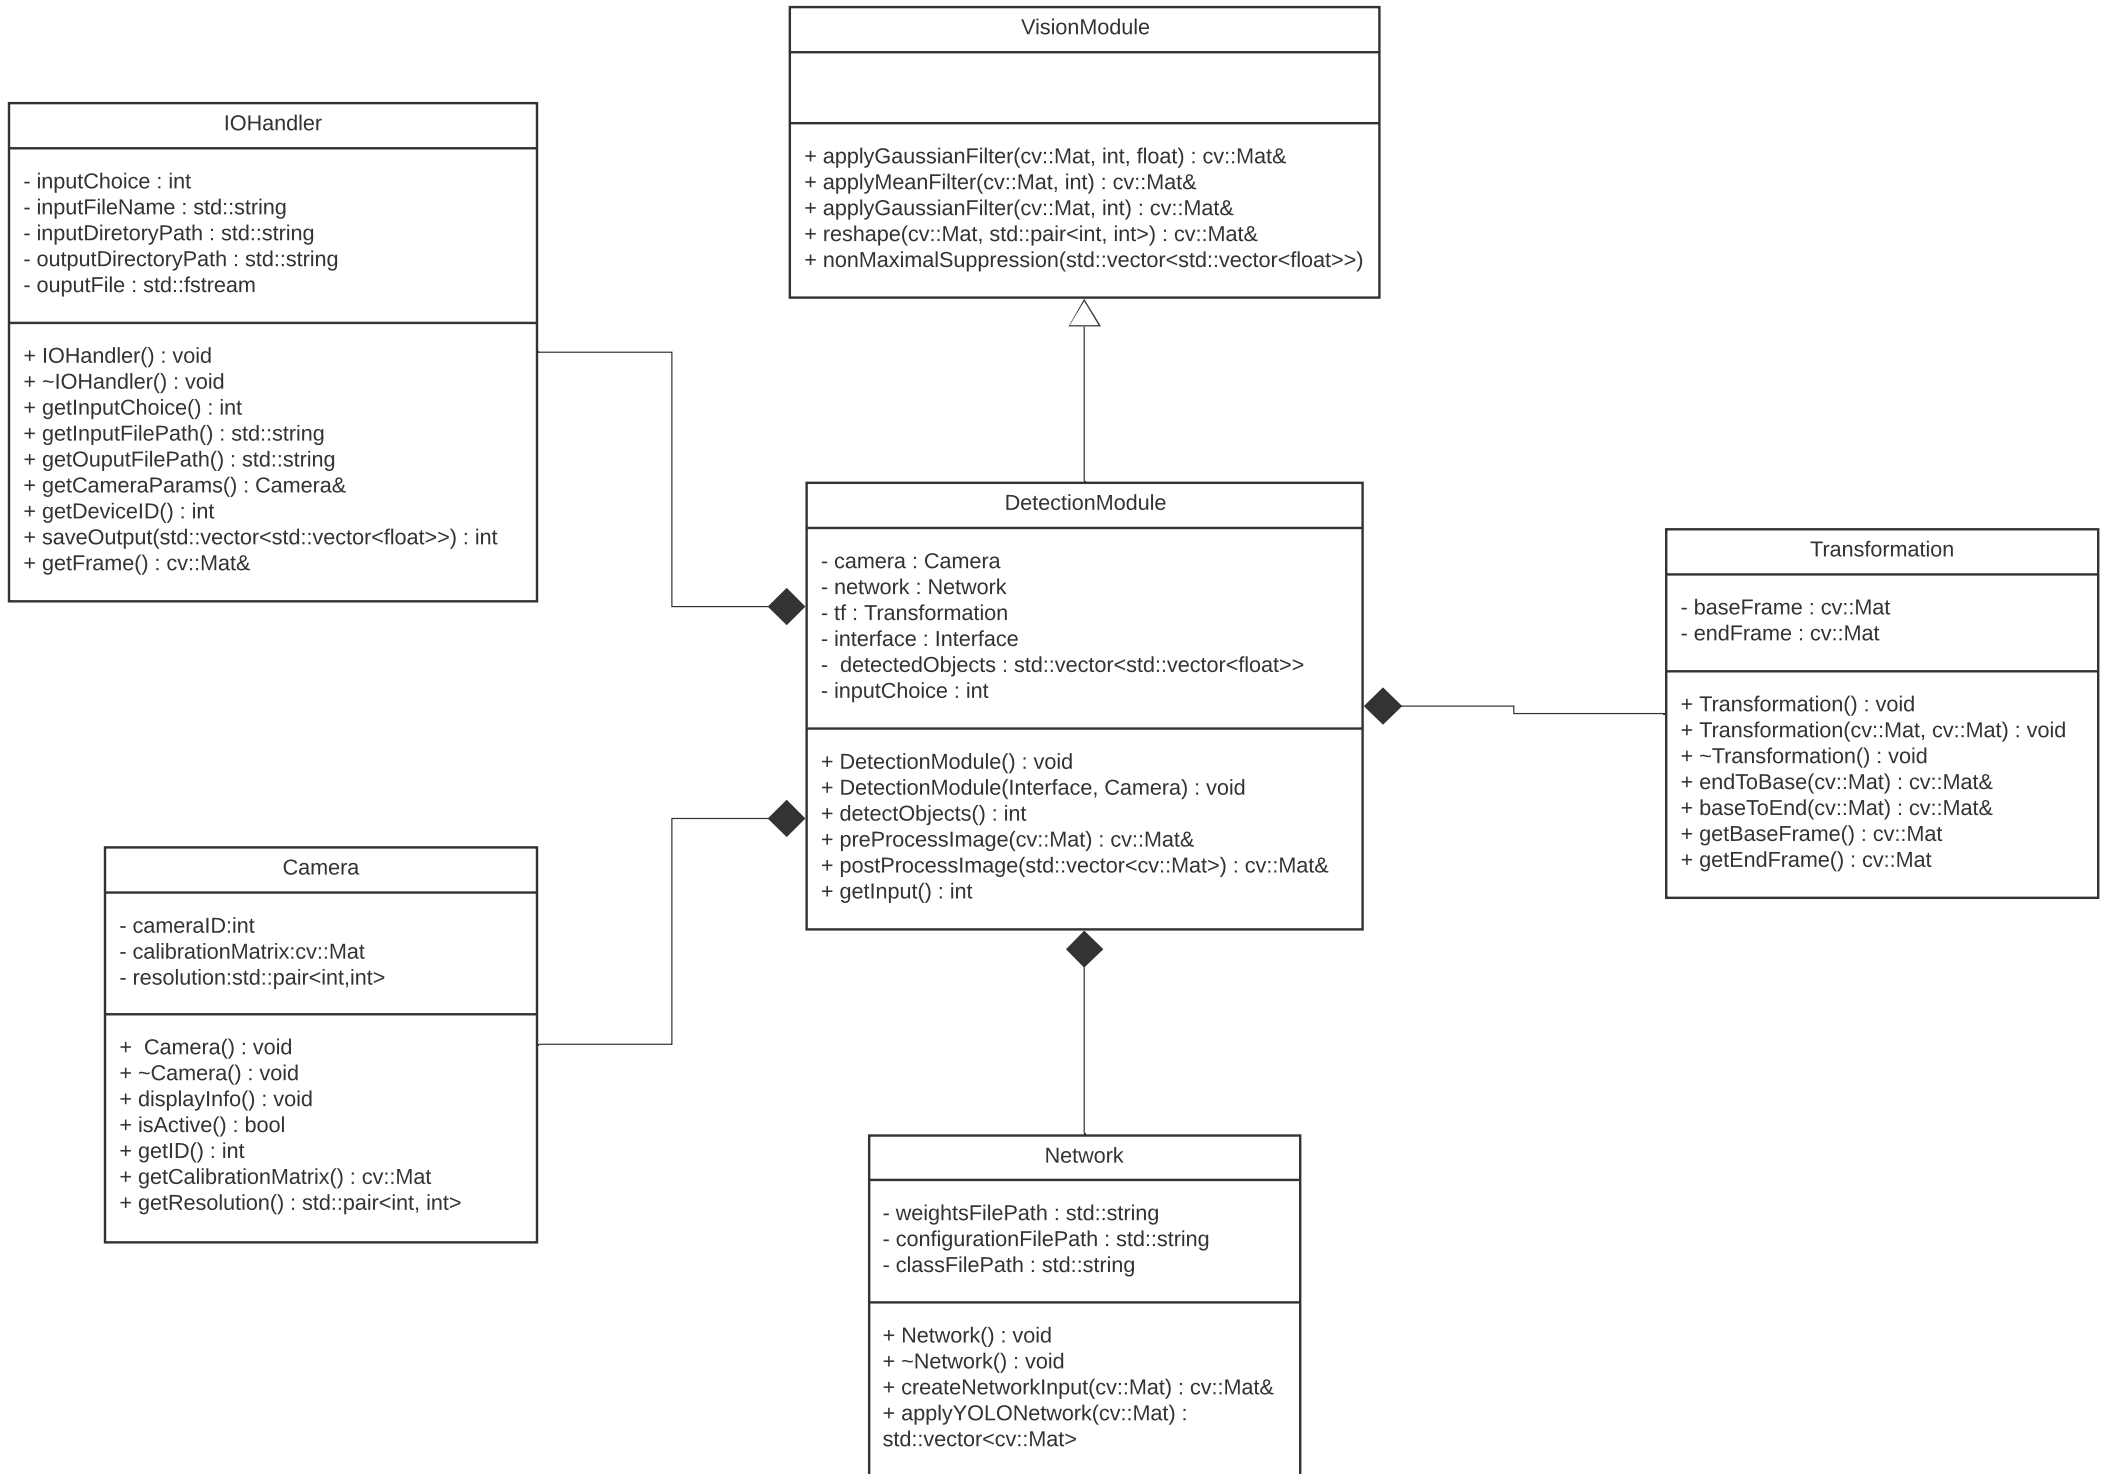 VisionModule
+ applyGaussianFilter(cv::Mat, int, float) : cv::Mat&
+ applyMeanFilter(cv::Mat, int) : cv::Mat&
+ applyGaussianFilter(cv::Mat, int) : cv::Mat&
+ reshape(cv::Mat, std::pair<int, int>) : cv::Mat&
+ nonMaximalSuppression(std::vector<std::vector<float>>)
IOHandler
- inputChoice : int
- inputFileName : std::string
- inputDiretoryPath : std::string
- outputDirectoryPath : std::string
- ouputFile : std::fstream
+ IOHandler() : void
+ ~IOHandler() : void
+ getInputChoice() : int
+ getInputFilePath() : std::string
+ getOuputFilePath() : std::string
+ getCameraParams() : Camera&
+ getDeviceID() : int
+ saveOutput(std::vector<std::vector<float>>) : int
+ getFrame() : cv::Mat&
DetectionModule
- camera : Camera
- network : Network
- tf : Transformation
- interface : Interface
-  detectedObjects : std::vector<std::vector<float>>
- inputChoice : int
+ DetectionModule() : void
+ DetectionModule(Interface, Camera) : void
+ detectObjects() : int
+ preProcessImage(cv::Mat) : cv::Mat&
+ postProcessImage(std::vector<cv::Mat>) : cv::Mat&
+ getInput() : int
Transformation
- baseFrame : cv::Mat
- endFrame : cv::Mat
+ Transformation() : void
+ Transformation(cv::Mat, cv::Mat) : void
+ ~Transformation() : void
+ endToBase(cv::Mat) : cv::Mat&
+ baseToEnd(cv::Mat) : cv::Mat&
+ getBaseFrame() : cv::Mat
+ getEndFrame() : cv::Mat
Camera
- cameraID:int
- calibrationMatrix:cv::Mat
- resolution:std::pair<int,int>
+  Camera() : void
+ ~Camera() : void
+ displayInfo() : void
+ isActive() : bool
+ getID() : int
+ getCalibrationMatrix() : cv::Mat
+ getResolution() : std::pair<int, int>
Network
- weightsFilePath : std::string
- configurationFilePath : std::string
- classFilePath : std::string
+ Network() : void
+ ~Network() : void
+ createNetworkInput(cv::Mat) : cv::Mat&
+ applyYOLONetwork(cv::Mat) :
std::vector<cv::Mat>